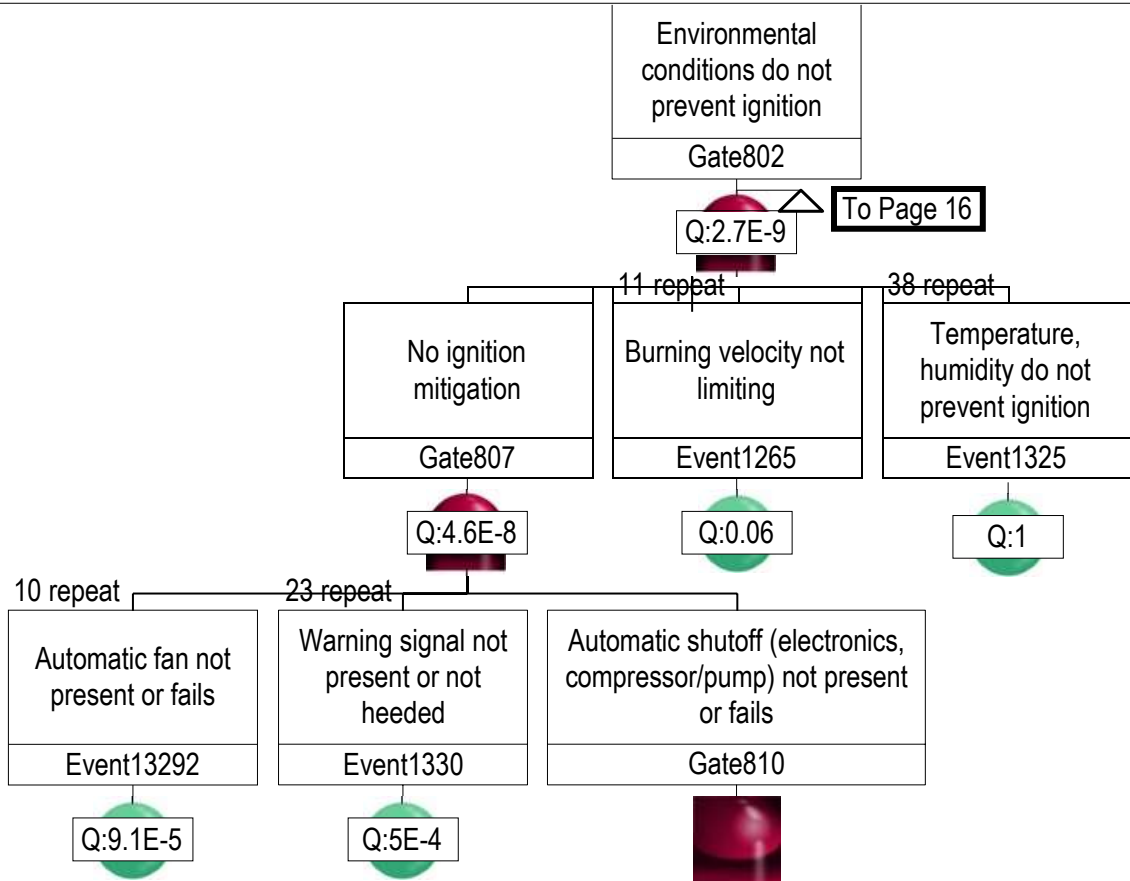 Environmental
conditions do not
prevent ignition
Gate802
To Page 16
Q:2.7E-9
11 repeat
38 repeat
No ignition
mitigation
Gate807
Q:4.6E-8
Burning velocity not
limiting
Event1265
Q:0.06
Temperature,
humidity do not
prevent ignition
Event1325
Q:1
10 repeat
23 repeat
Automatic fan not
present or fails
Event13292
Q:9.1E-5
Warning signal not
present or not
heeded
Event1330
Q:5E-4
Automatic shutoff (electronics,
compressor/pump) not present
or fails
Gate810